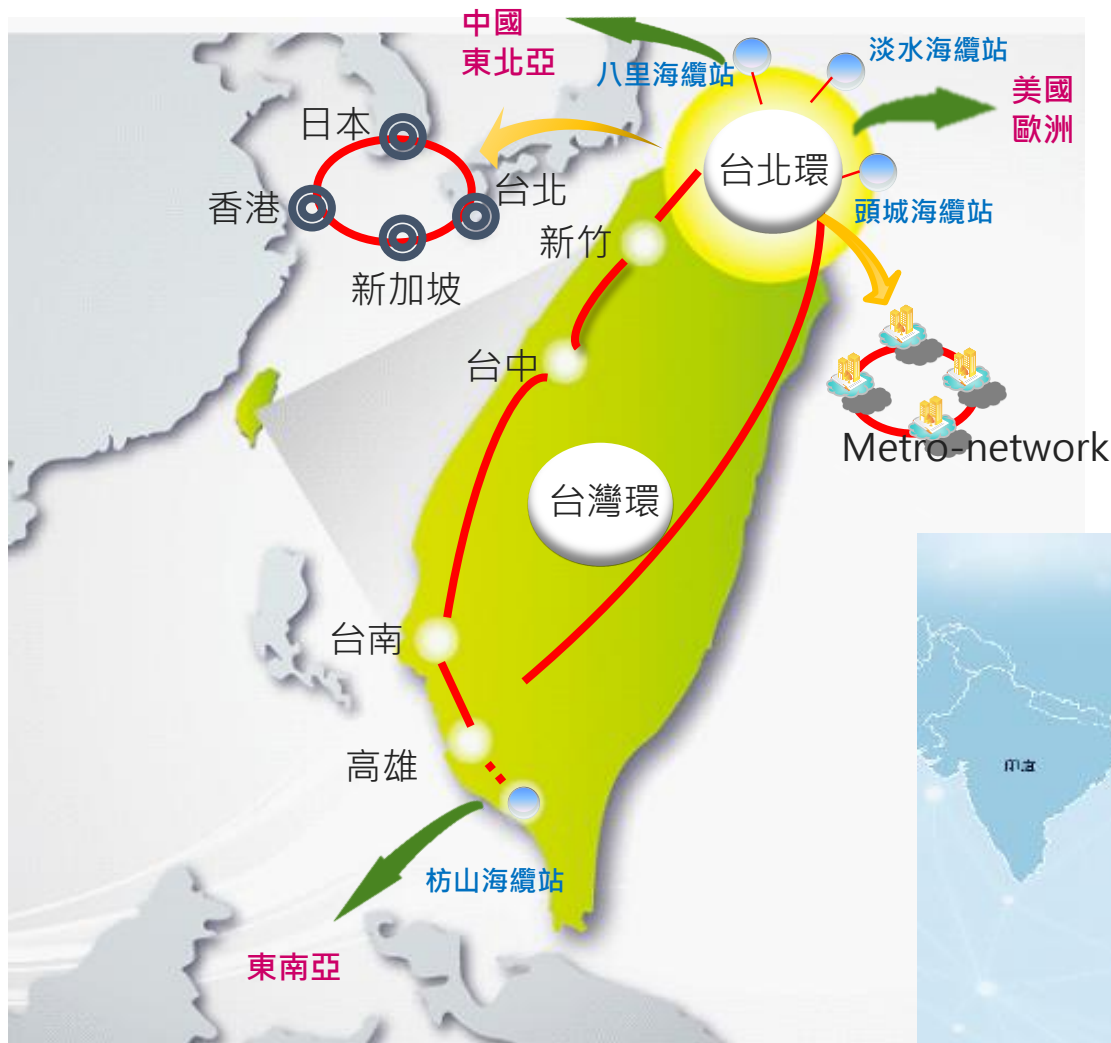 中國
東北亞
八里海纜站
淡水海纜站
美國
歐洲
日本
台北環
香港
台北
頭城海纜站
新竹
新加坡
台中
Metro-network
台灣環
台南
高雄
印度
枋山海纜站
東南亞